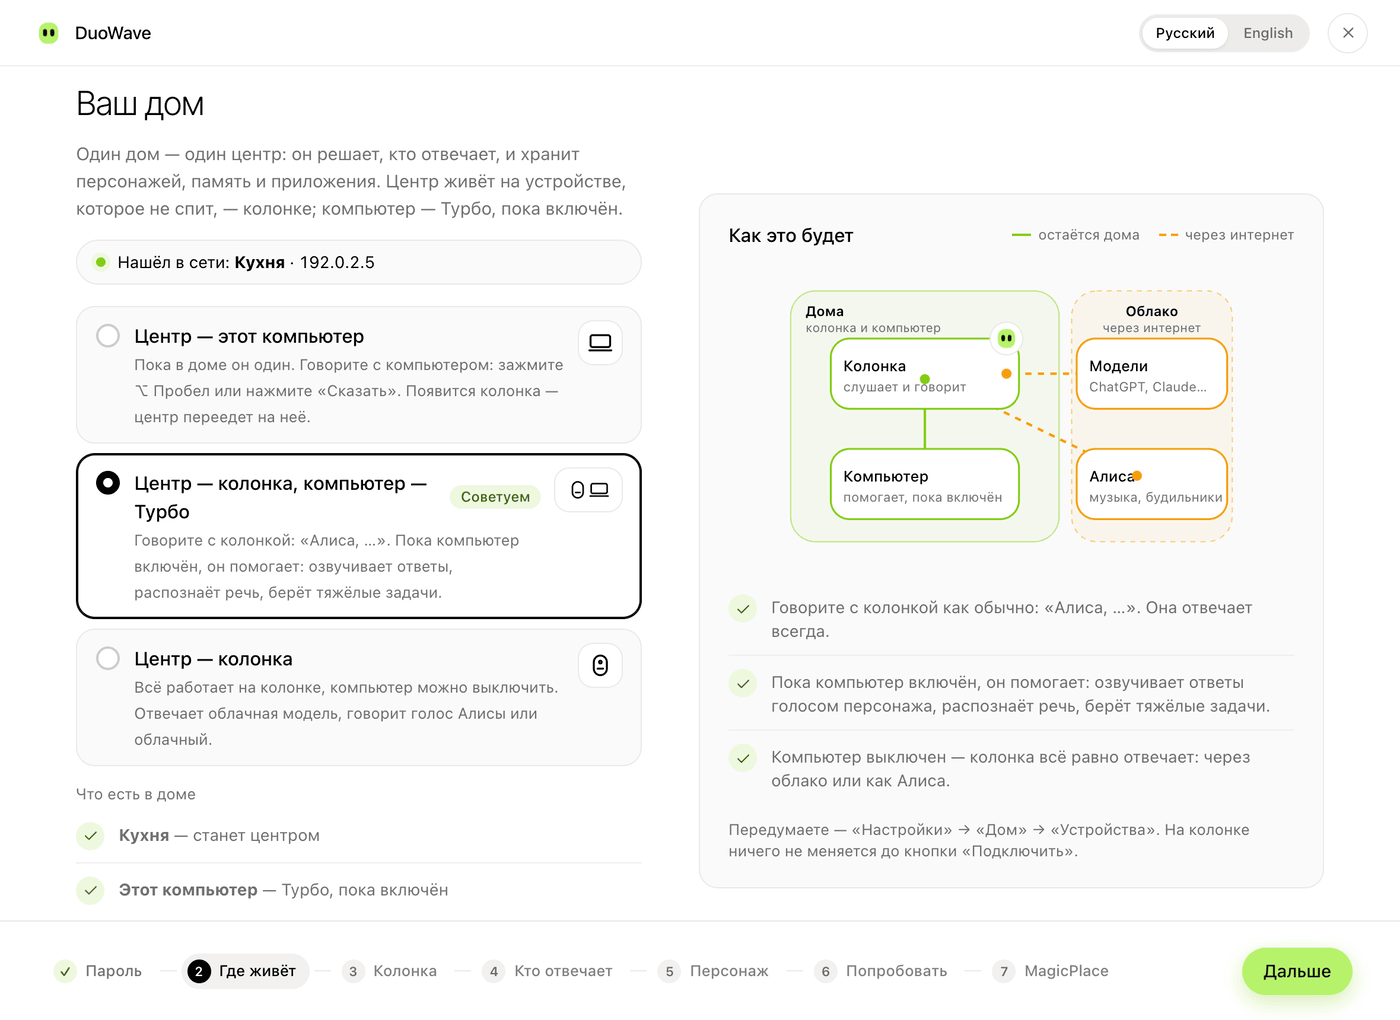 DuoWave
Русский
English
Ваш дом
Один дом — один центр: он решает, кто отвечает, и хранит
персонажей, память и приложения. Центр живёт на устройстве,
которое не спит, — колонке; компьютер — Турбо, пока включён.
Нашёл в сети: Кухня · 192.0.2.5
Центр — этот компьютер
Пока в доме он один. Говорите с компьютером: зажмите
⌥ Пробел или нажмите «Сказать». Появится колонка —
центр переедет на неё.
Центр — колонка, компьютер —
Турбо
Советуем
Говорите с колонкой: «Алиса, ...». Пока компьютер
включён, он помогает: озвучивает ответы,
распознаёт речь, берёт тяжёлые задачи.
Центр — колонка
Всё работает на колонке, компьютер можно выключить.
Отвечает облачная модель, говорит голос Алисы или
облачный.
Что есть в доме
Кухня — станет центром
Этот компьютер — Турбо, пока включён
Как это будет
остаётся дома
через интернет
Дома
колонка и компьютер
Облако
через интернет
Колонка
слушает и говорит
Модели
ChatGPT, Claude...
Компьютер
помогает, пока включён
Алиса
музыка, будильники
Говорите с колонкой как обычно: «Алиса, ...». Она отвечает
всегда.
Пока компьютер включён, он помогает: озвучивает ответы
голосом персонажа, распознаёт речь, берёт тяжёлые задачи.
Компьютер выключен — колонка всё равно отвечает: через
облако или как Алиса.
Передумаете — «Настройки» → «Дом» → «Устройства». На колонке
ничего не меняется до кнопки «Подключить».
Пароль
2 Где живёт
3 Колонка
4 Кто отвечает
5 Персонаж
6 Попробовать
7 MagicPlace
Дальше